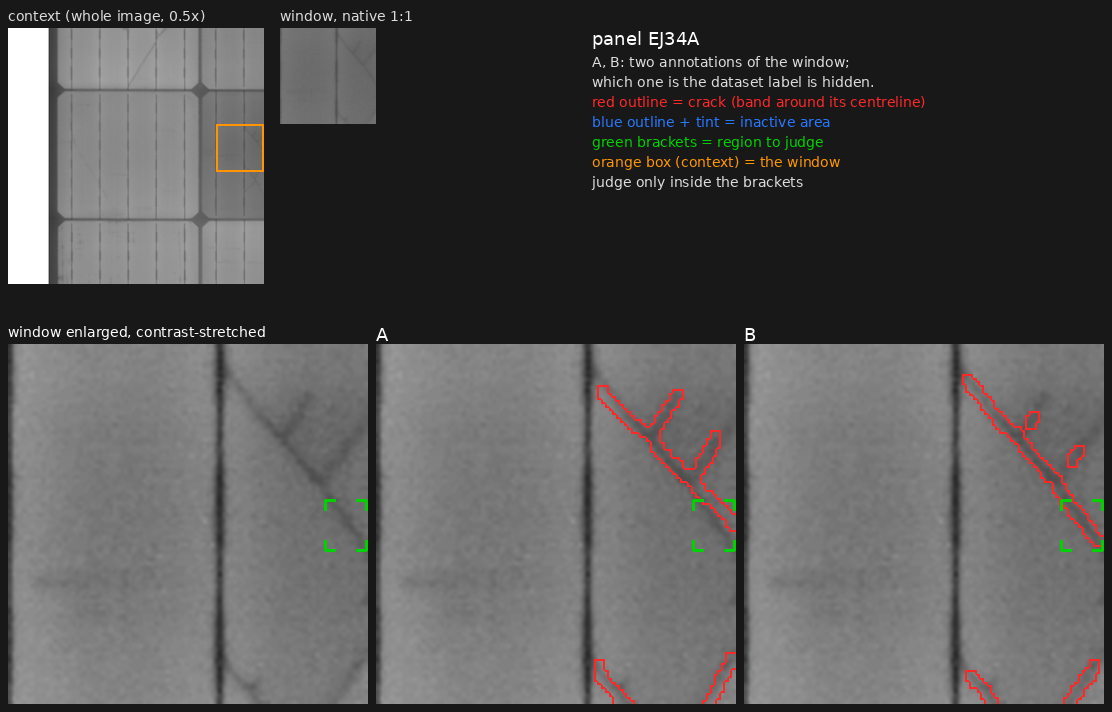 context (whole image, 0.5x)
window, native 1:1
panel EJ34A
A, B: two annotations of the window;
which one is the dataset label is hidden.
red outline = crack (band around its centreline)
blue outline + tint = inactive area
green brackets = region to judge
orange box (context) = the window
judge only inside the brackets
window enlarged, contrast-stretched
A
B